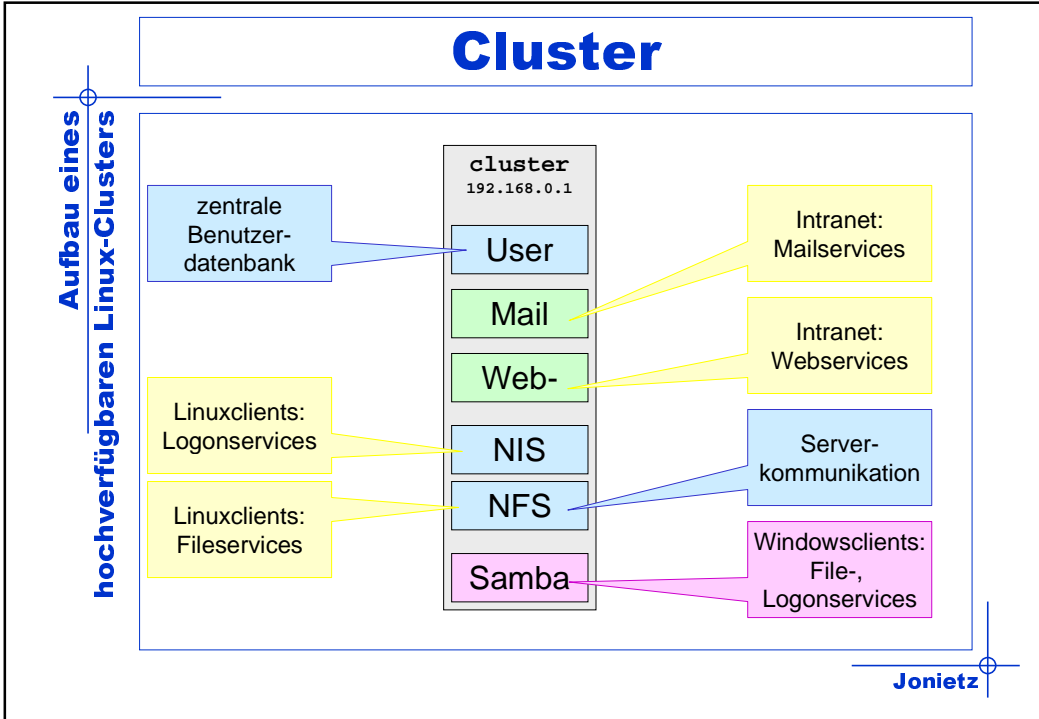 Cluster
Aufbau eines
hochverfügbaren Linux-Clusters
cluster
192.168.0.1
zentrale
Benutzer-
datenbank
User
Intranet:
Mailservices
Mail
Intranet:
Webservices
Web-
Linuxclients:
Logonservices
NIS
Server-
kommunikation
Linuxclients:
Fileservices
NFS
Windowsclients:
File-,
Logonservices
Samba
Jonietz